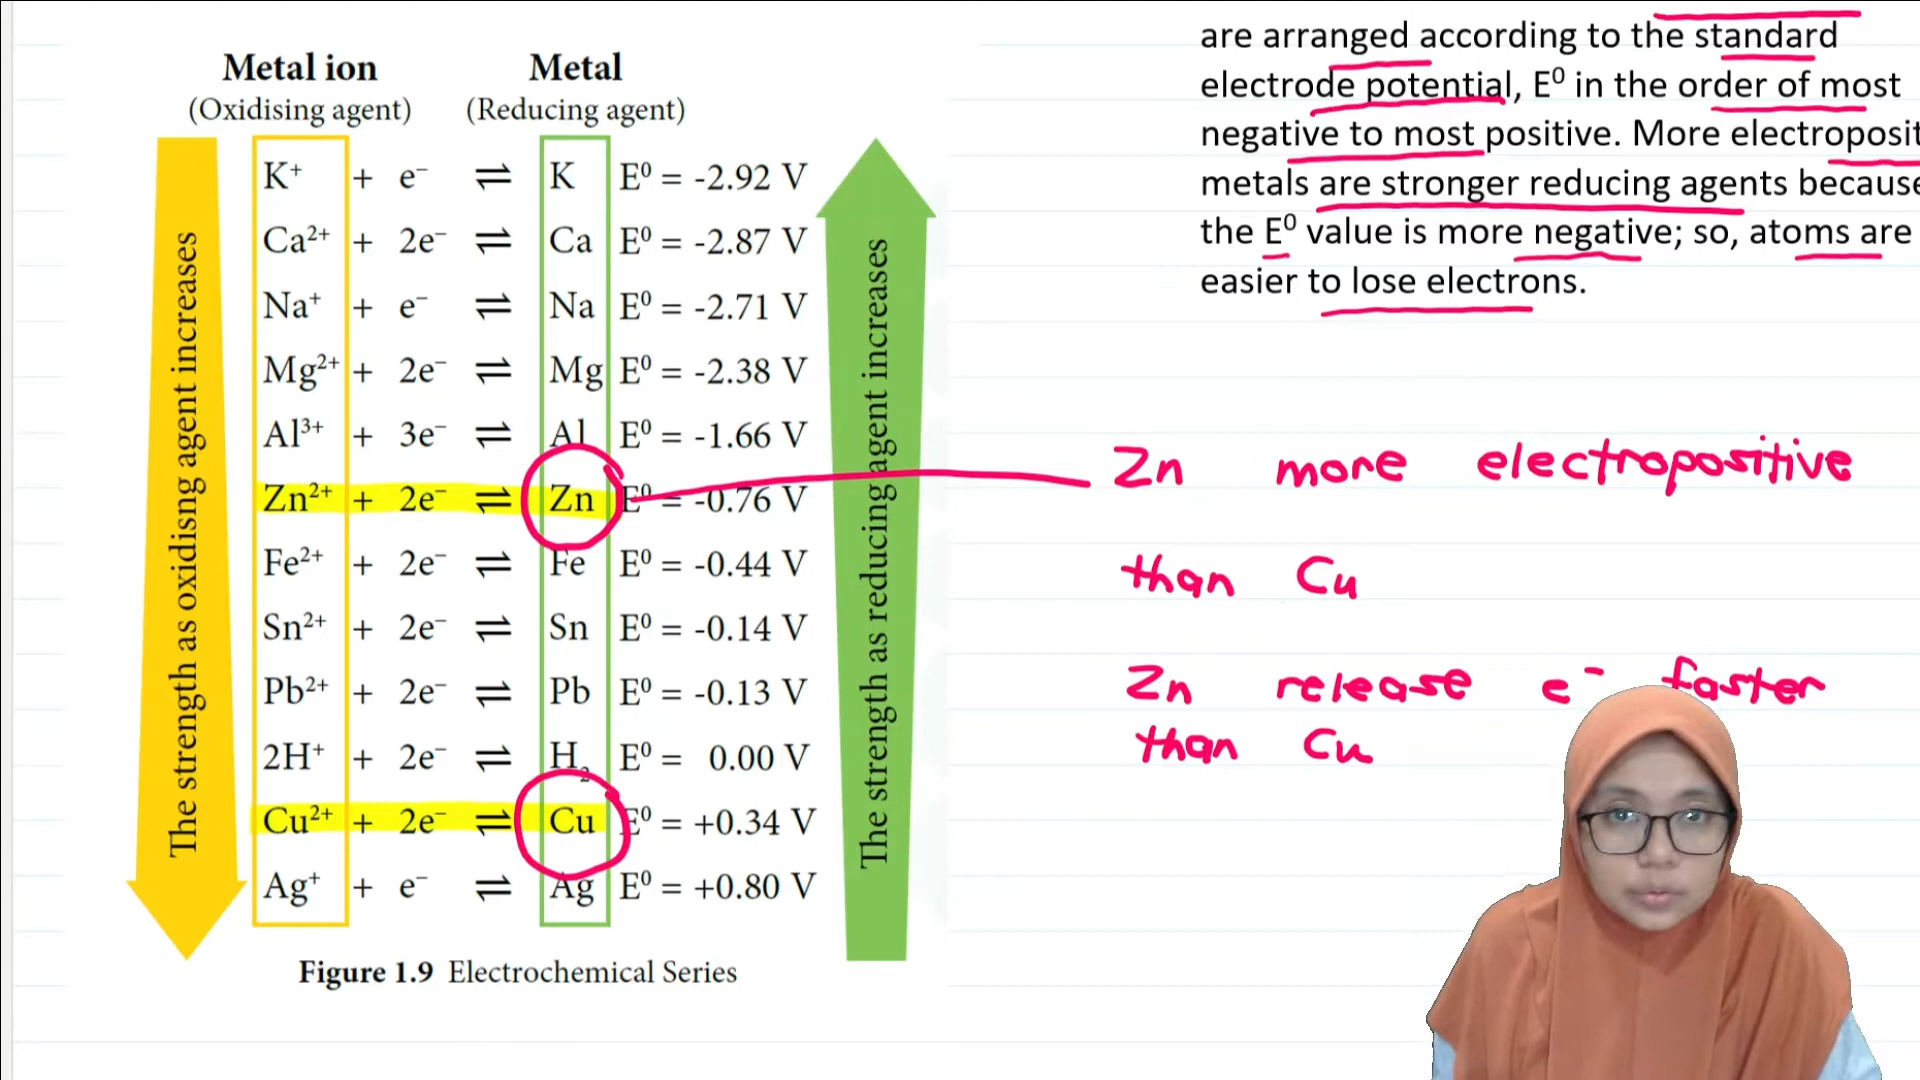 are arranged according to the standard
electrode potential, E⁰ in the order of most
negative to most positive. More
metals are stronger reducing agents
the E⁰ value is more negative; so, atoms are
easier to lose electrons.
Metal ion Metal
(Oxidising agent) (Reducing agent)
K⁺ + e⁻ ⇌ K E⁰ = -2.92 V
Ca²⁺ + 2e⁻ ⇌ Ca E⁰ = -2.87 V
Na⁺ + e⁻ ⇌ Na E⁰ = -2.71 V
Mg²⁺ + 2e⁻ ⇌ Mg E⁰ = -2.38 V
Al³⁺ + 3e⁻ ⇌ Al E⁰ = -1.66 V
Zn²⁺ + 2e⁻ ⇌ Zn E⁰ = -0.76 V
Fe²⁺ + 2e⁻ ⇌ Fe E⁰ = -0.44 V
Sn²⁺ + 2e⁻ ⇌ Sn E⁰ = -0.14 V
Pb²⁺ + 2e⁻ ⇌ Pb E⁰ = -0.13 V
2H⁺ + 2e⁻ ⇌ H₂ E⁰ = 0.00 V
Cu²⁺ + 2e⁻ ⇌ Cu E⁰ = +0.34 V
Ag⁺ + e⁻ ⇌ Ag E⁰ = +0.80 V
The strength as oxidisng agent increases
The strength as reducing agent increases
Figure 1.9 Electrochemical Series
Zn more electropositive
than Cu
Zn release e⁻ faster
than Cu